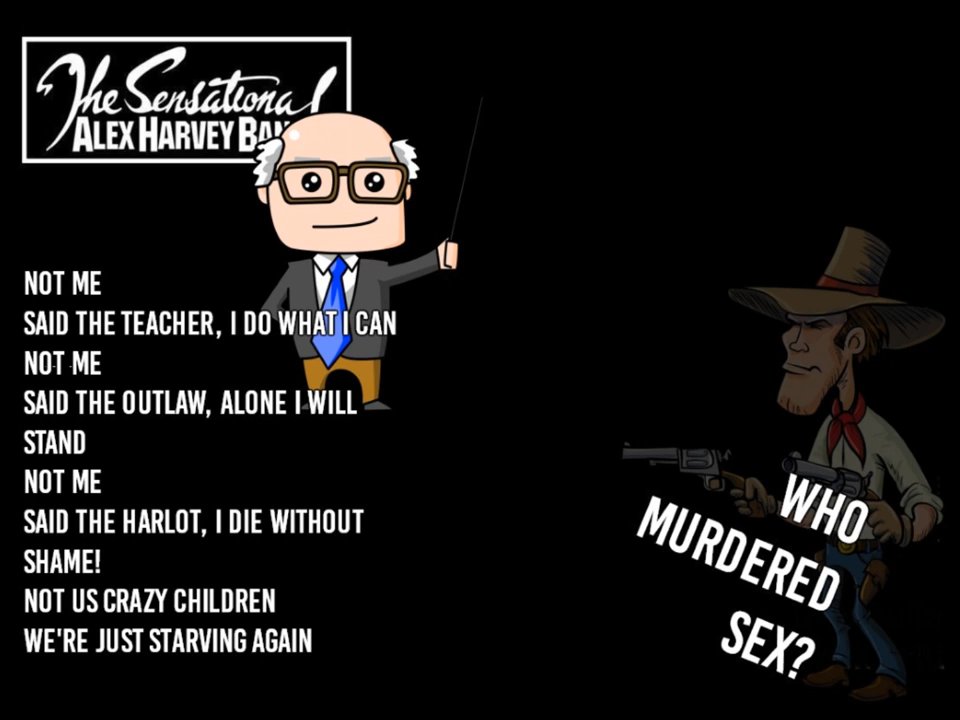 The Sensational
ALEX HARVEY BAN
NOT ME
SAID THE TEACHER, I DO WHAT I CAN
NOT ME
SAID THE OUTLAW, ALONE I WILL
STAND
NOT ME
SAID THE HARLOT, I DIE WITHOUT
SHAME!
NOT US CRAZY CHILDREN
WE'RE JUST STARVING AGAIN
WHO
MURDERED
SEX?